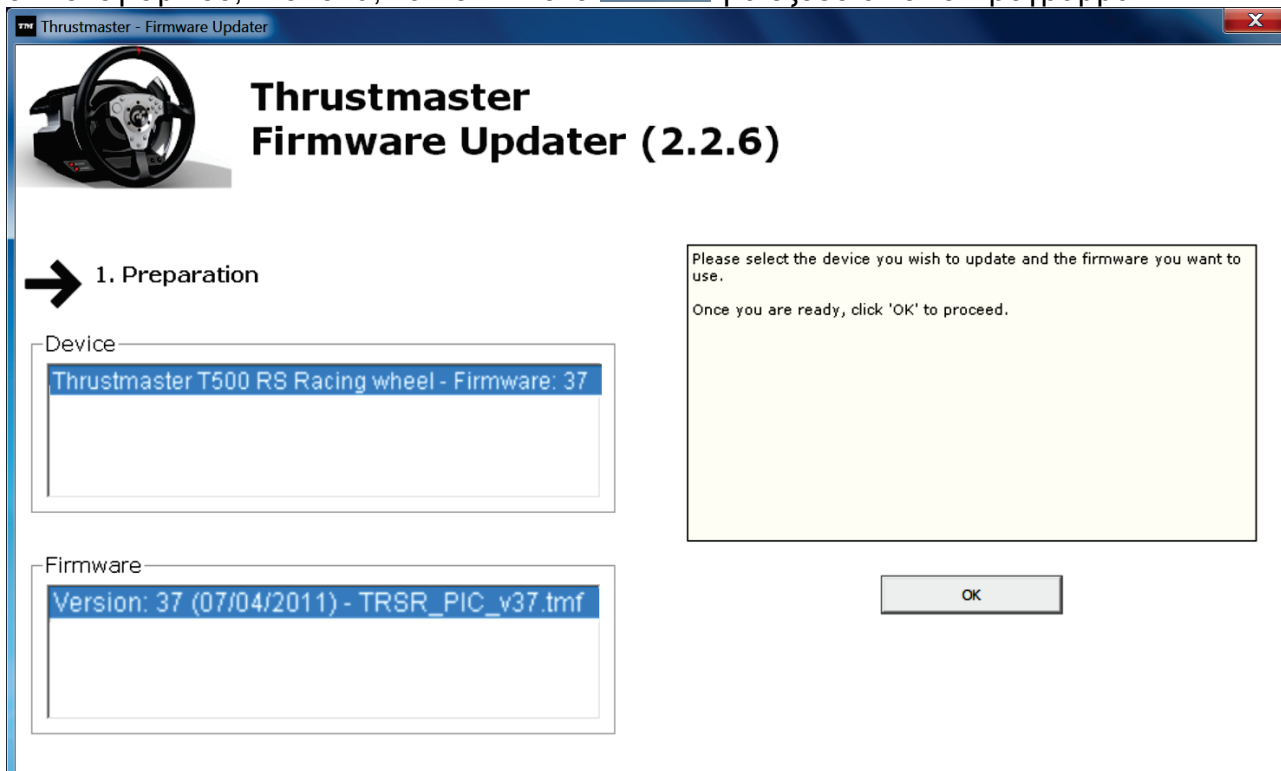 Thrustmaster - Firmware Updater
Thrustmaster
Firmware Updater (2.2.6)
1. Preparation
Please select the device you wish to update and the firmware you want to
use.
Once you are ready, click 'OK' to proceed.
Device
Thrustmaster T500 RS Racing wheel - Firmware: 37
Firmware
Version: 37 (07/04/2011) - TRSR_PIC_v37.tmf
OK